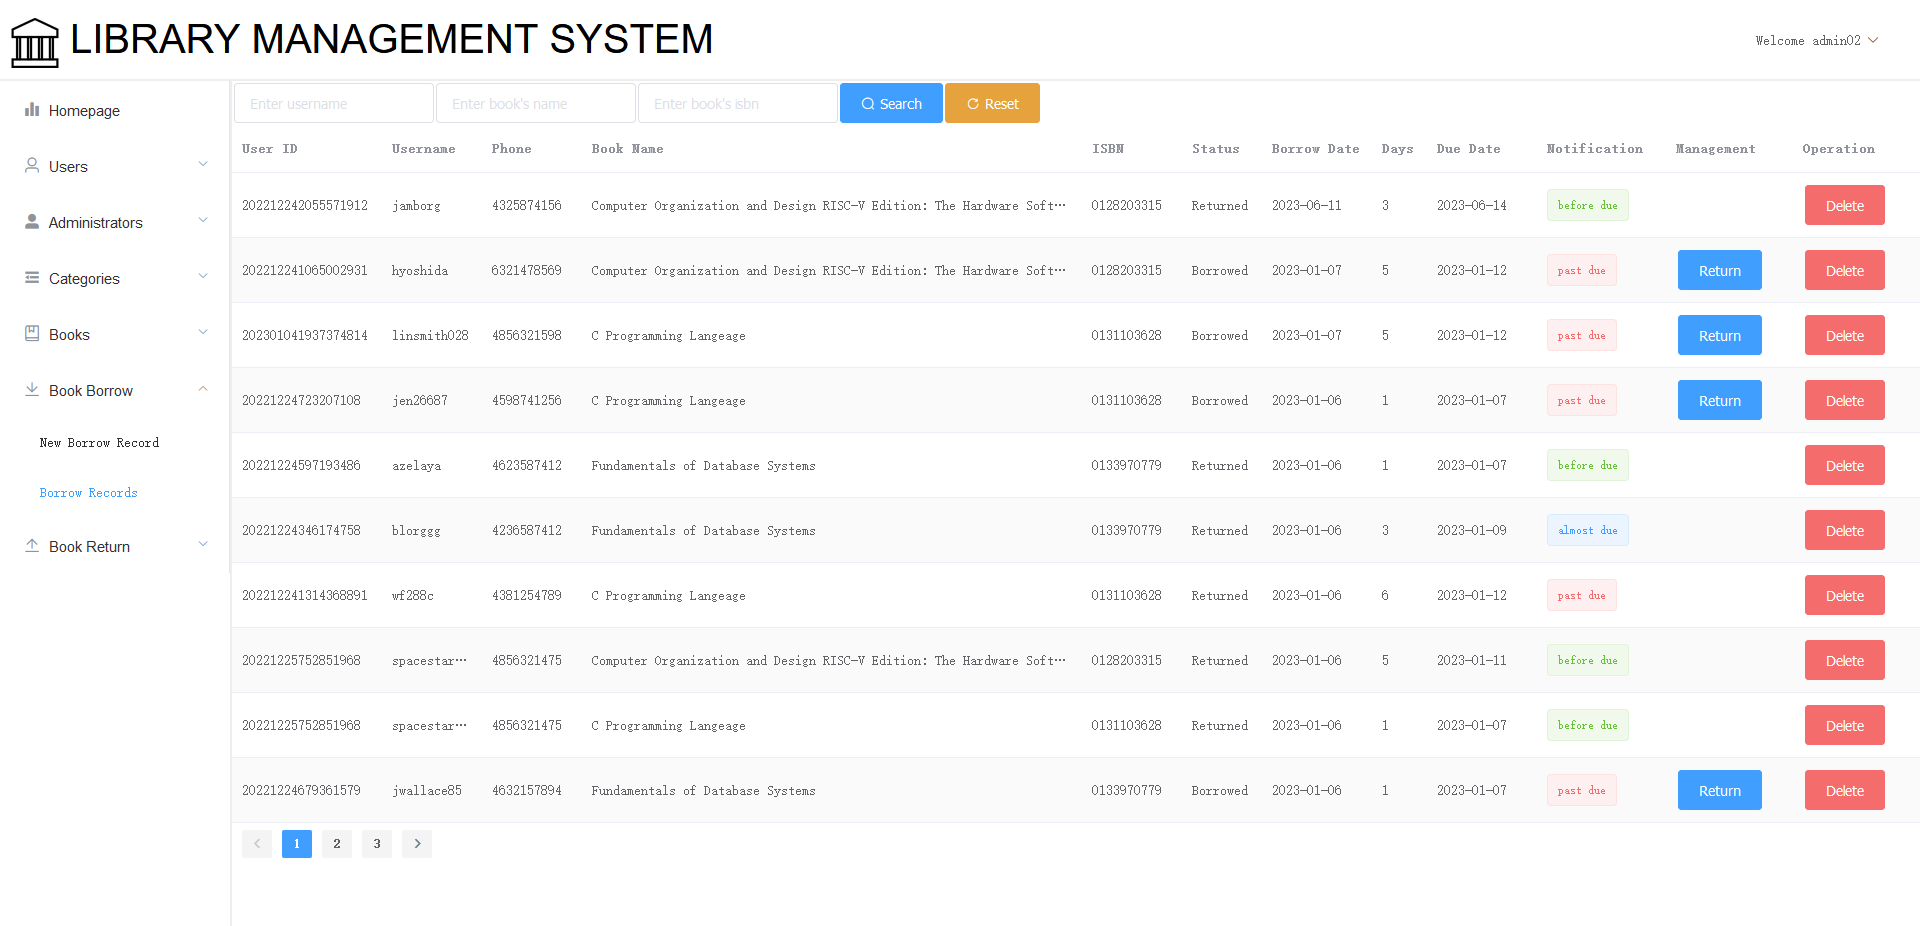 LIBRARY MANAGEMENT SYSTEM
Welcome admin02
Homepage
Users
Administrators
Categories
Books
Book Borrow
New Borrow Record
Borrow Records
Book Return
Enter username Enter book's name Enter book's isbn Search Reset
User ID Username Phone Book Name ISBN Status Borrow Date Days Due Date Notification Management Operation
202212242055571912 jamborg 4325874156 Computer Organization and Design RISC-V Edition: The Hardware Soft… 0128203315 Returned 2023-06-11 3 2023-06-14 before due Delete
202212241065002931 hyoshida 6321478569 Computer Organization and Design RISC-V Edition: The Hardware Soft… 0128203315 Borrowed 2023-01-07 5 2023-01-12 past due Return Delete
202301041937374814 linsmith028 4856321598 C Programming Langeage 0131103628 Borrowed 2023-01-07 5 2023-01-12 past due Return Delete
20221224723207108 jen26687 4598741256 C Programming Langeage 0131103628 Borrowed 2023-01-06 1 2023-01-07 past due Return Delete
20221224597193486 azelaya 4623587412 Fundamentals of Database Systems 0133970779 Returned 2023-01-06 1 2023-01-07 before due Delete
20221224346174758 blorggg 4236587412 Fundamentals of Database Systems 0133970779 Returned 2023-01-06 3 2023-01-09 almost due Delete
202212241314368891 wf288c 4381254789 C Programming Langeage 0131103628 Returned 2023-01-06 6 2023-01-12 past due Delete
20221225752851968 spacestar… 4856321475 Computer Organization and Design RISC-V Edition: The Hardware Soft… 0128203315 Returned 2023-01-06 5 2023-01-11 before due Delete
20221225752851968 spacestar… 4856321475 C Programming Langeage 0131103628 Returned 2023-01-06 1 2023-01-07 before due Delete
20221224679361579 jwallace85 4632157894 Fundamentals of Database Systems 0133970779 Borrowed 2023-01-06 1 2023-01-07 past due Return Delete
1 2 3